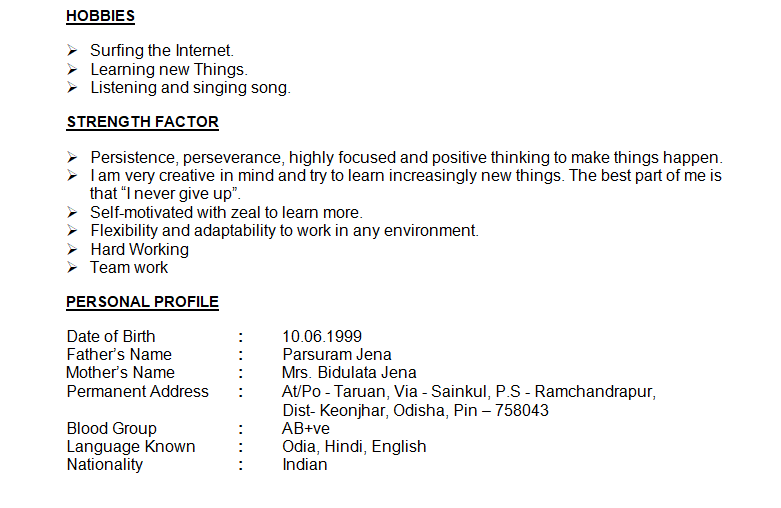 HOBBIES
➢ Surfing the Internet.
➢ Learning new Things.
➢ Listening and singing song.
STRENGTH FACTOR
➢ Persistence, perseverance, highly focused and positive thinking to make things happen.
➢ I am very creative in mind and try to learn increasingly new things. The best part of me is
that “I never give up”.
➢ Self-motivated with zeal to learn more.
➢ Flexibility and adaptability to work in any environment.
➢ Hard Working
➢ Team work
PERSONAL PROFILE
Date of Birth : 10.06.1999
Father’s Name : Parsuram Jena
Mother’s Name : Mrs. Bidulata Jena
Permanent Address : At/Po - Taruan, Via - Sainkul, P.S - Ramchandrapur,
Dist- Keonjhar, Odisha, Pin – 758043
Blood Group : AB+ve
Language Known : Odia, Hindi, English
Nationality : Indian